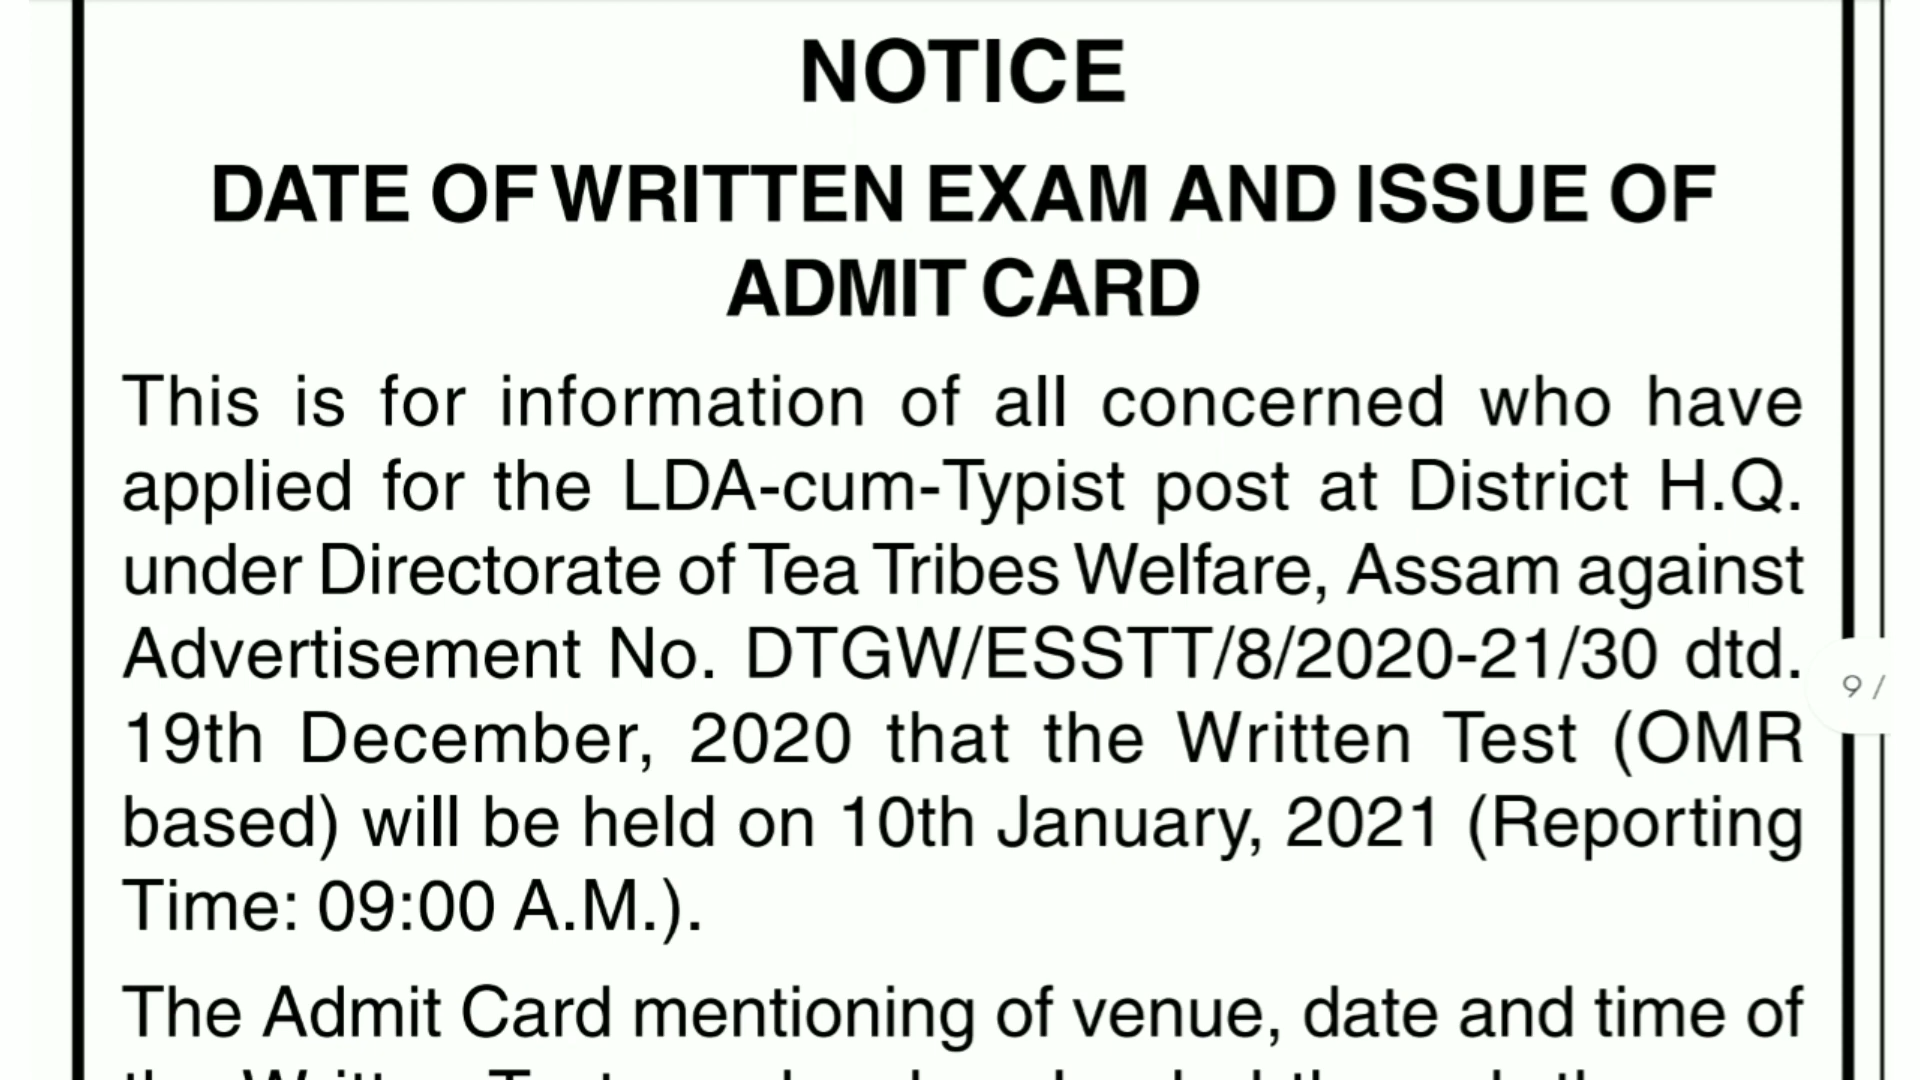 NOTICE
DATE OF WRITTEN EXAM AND ISSUE OF
ADMIT CARD
This is for information of all concerned who have
applied for the LDA-cum-Typist post at District H.Q.
under Directorate of Tea Tribes Welfare, Assam against
Advertisement No. DTGW/ESSTT/8/2020-21/30 dtd.
19th December, 2020 that the Written Test (OMR
based) will be held on 10th January, 2021 (Reporting
Time: 09:00 A.M.).
The Admit Card mentioning of venue, date and time of
9 /